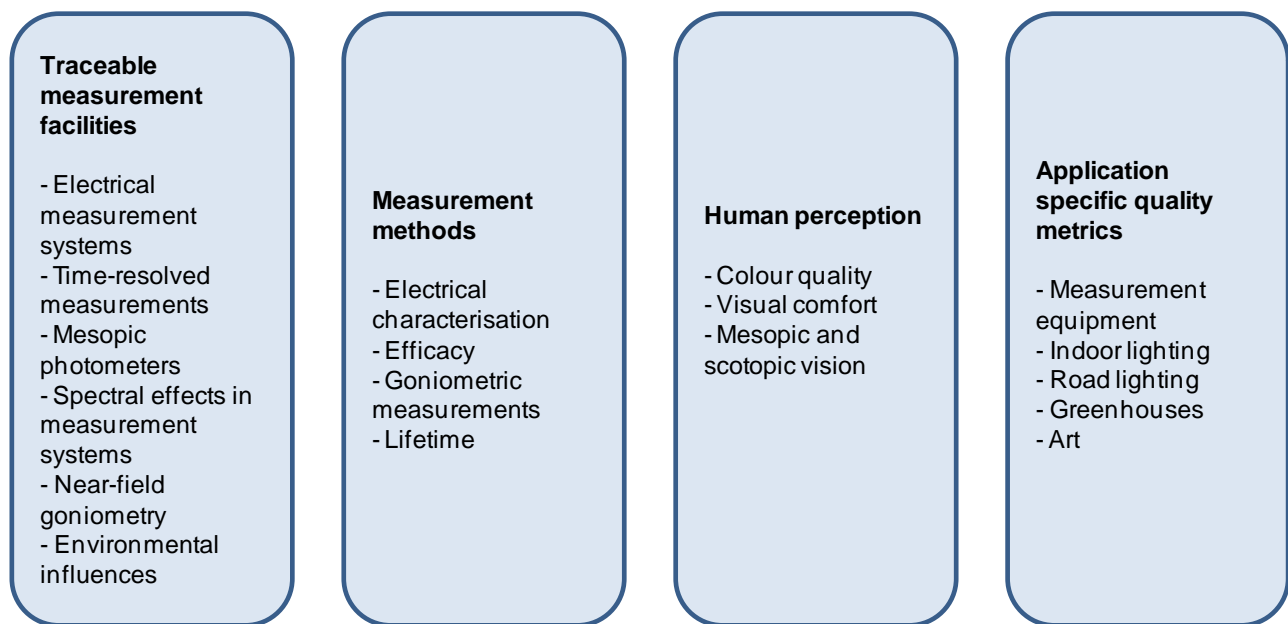 Traceable
measurement
facilities
- Electrical
measurement
systems
- Time-resolved
measurements
- Mesopic
photometers
- Spectral effects in
measurement
systems
- Near-field
goniometry
- Environmental
influences
Measurement
methods
- Electrical
characterisation
- Efficacy
- Goniometric
measurements
- Lifetime
Human perception
- Colour quality
- Visual comfort
- Mesopic and
scotopic vision
Application
specific quality
metrics
- Measurement
equipment
- Indoor lighting
- Road lighting
- Greenhouses
- Art